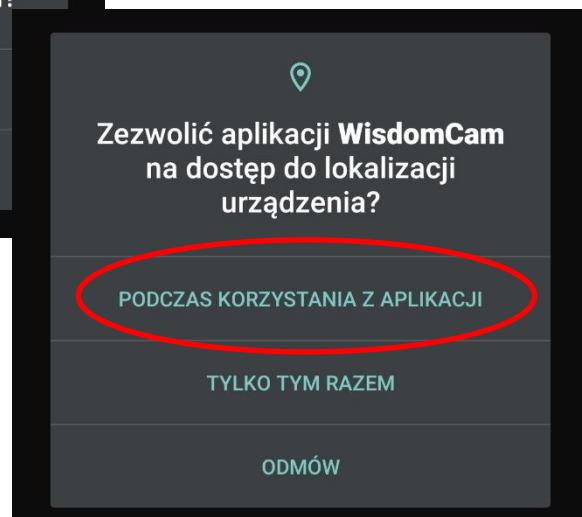 Zezwolić aplikacji WisdomCam
na dostęp do lokalizacji
urządzenia?
PODCZAS KORZYSTANIA Z APLIKACJI
TYLKO TYM RAZEM
ODMÓW